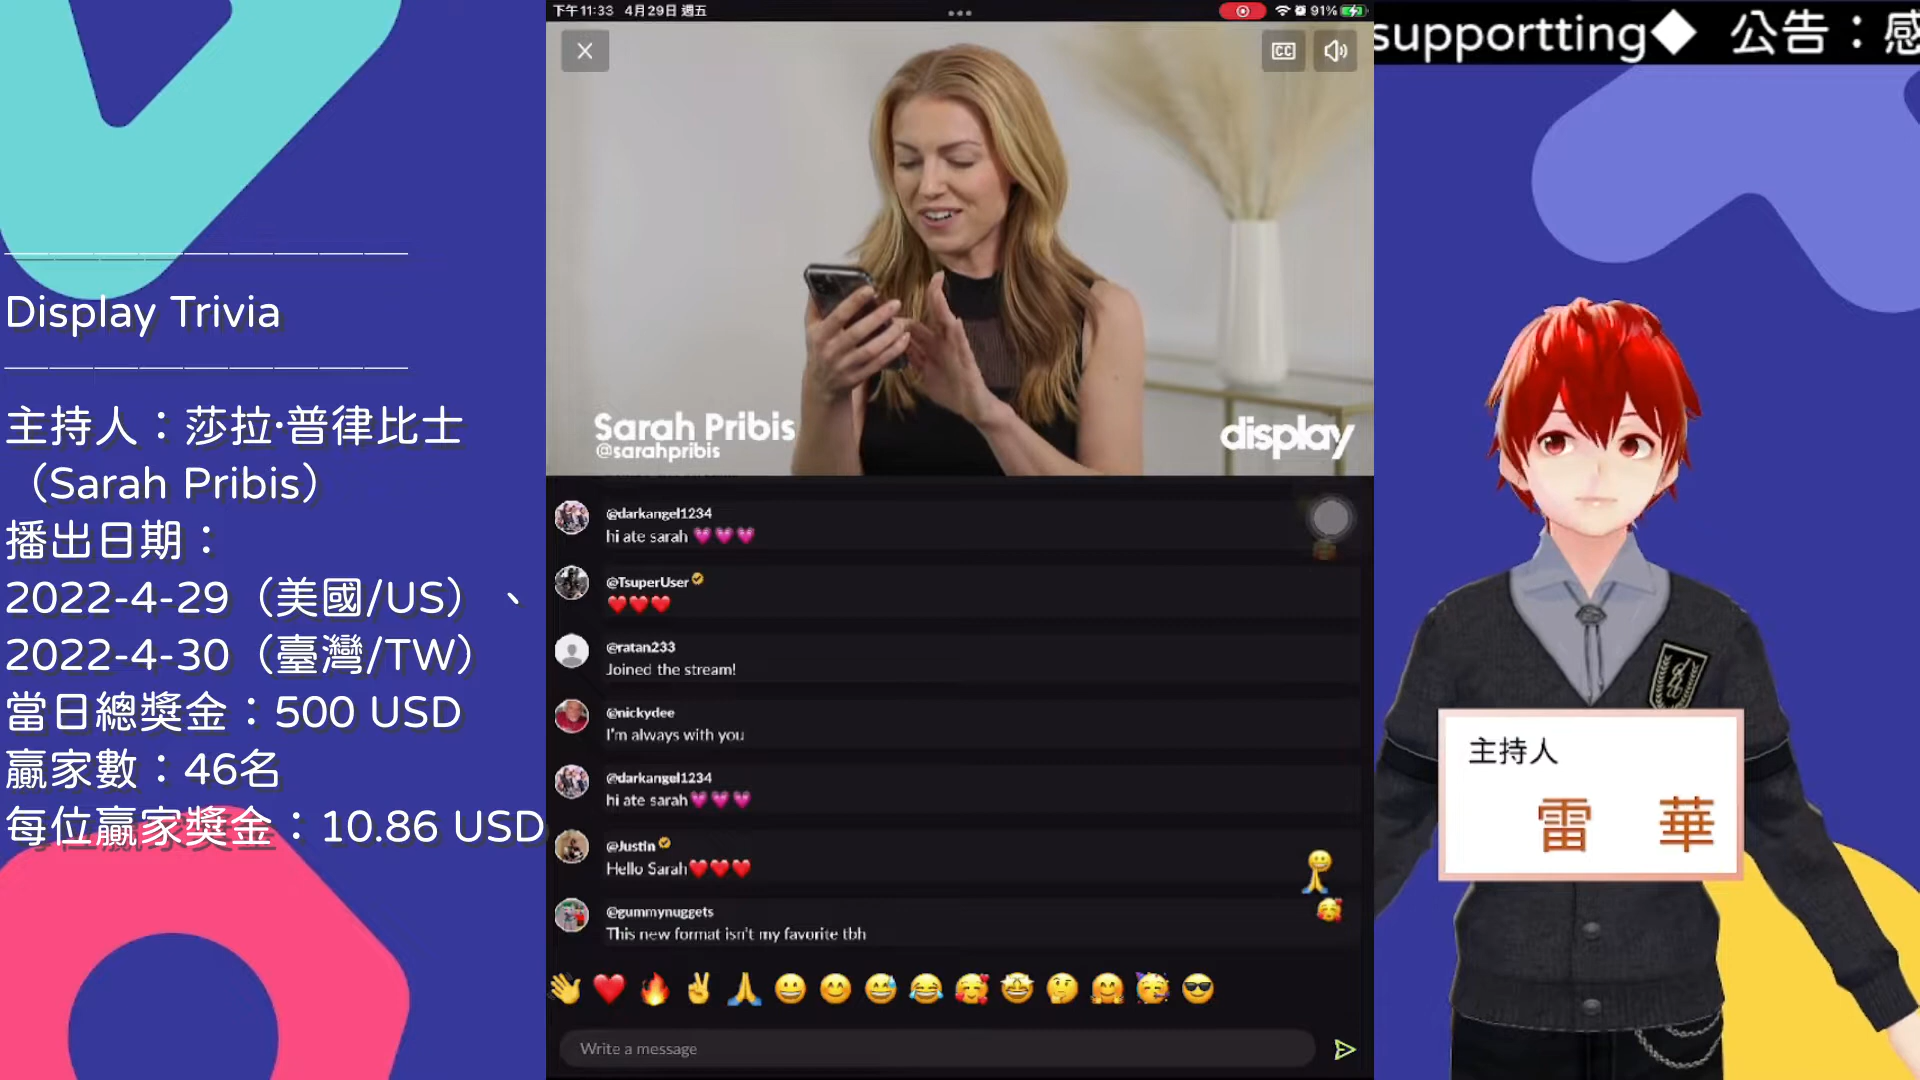 Display Trivia
主持人：莎拉·普律比士
（Sarah Pribis）
播出日期：
2022-4-29（美國/US）、
2022-4-30（臺灣/TW）
當日總獎金：500 USD
贏家數：46名
每位贏家獎金：10.86 USD
下午11:33 4月29日 週五
91%
CC
Sarah Pribis
@sarahpribis
display
@darkangel1234
hi ate sarah 💗💗💗
@TsuperUser
❤️❤️❤️
@ratan233
Joined the stream!
@nickydee
I'm always with you
@darkangel1234
hi ate sarah💗💗💗
@Justin
Hello Sarah❤️❤️❤️
@gummynuggets
This new format isn't my favorite tbh
Write a message
supportting◆ 公告：感
主持人
雷 華